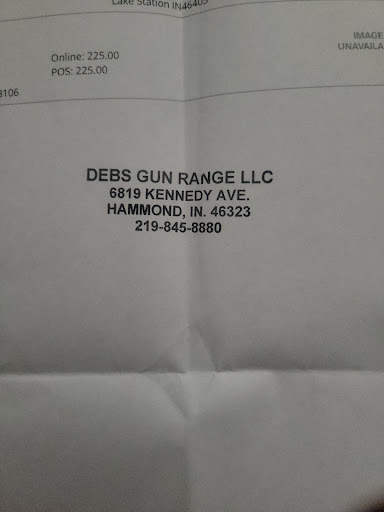 Lake Station IN46405
Online: 225.00
POS: 225.00
IMAGE
UNAVAILA
8106
DEBS GUN RANGE LLC
6819 KENNEDY AVE.
HAMMOND, IN. 46323
219-845-8880